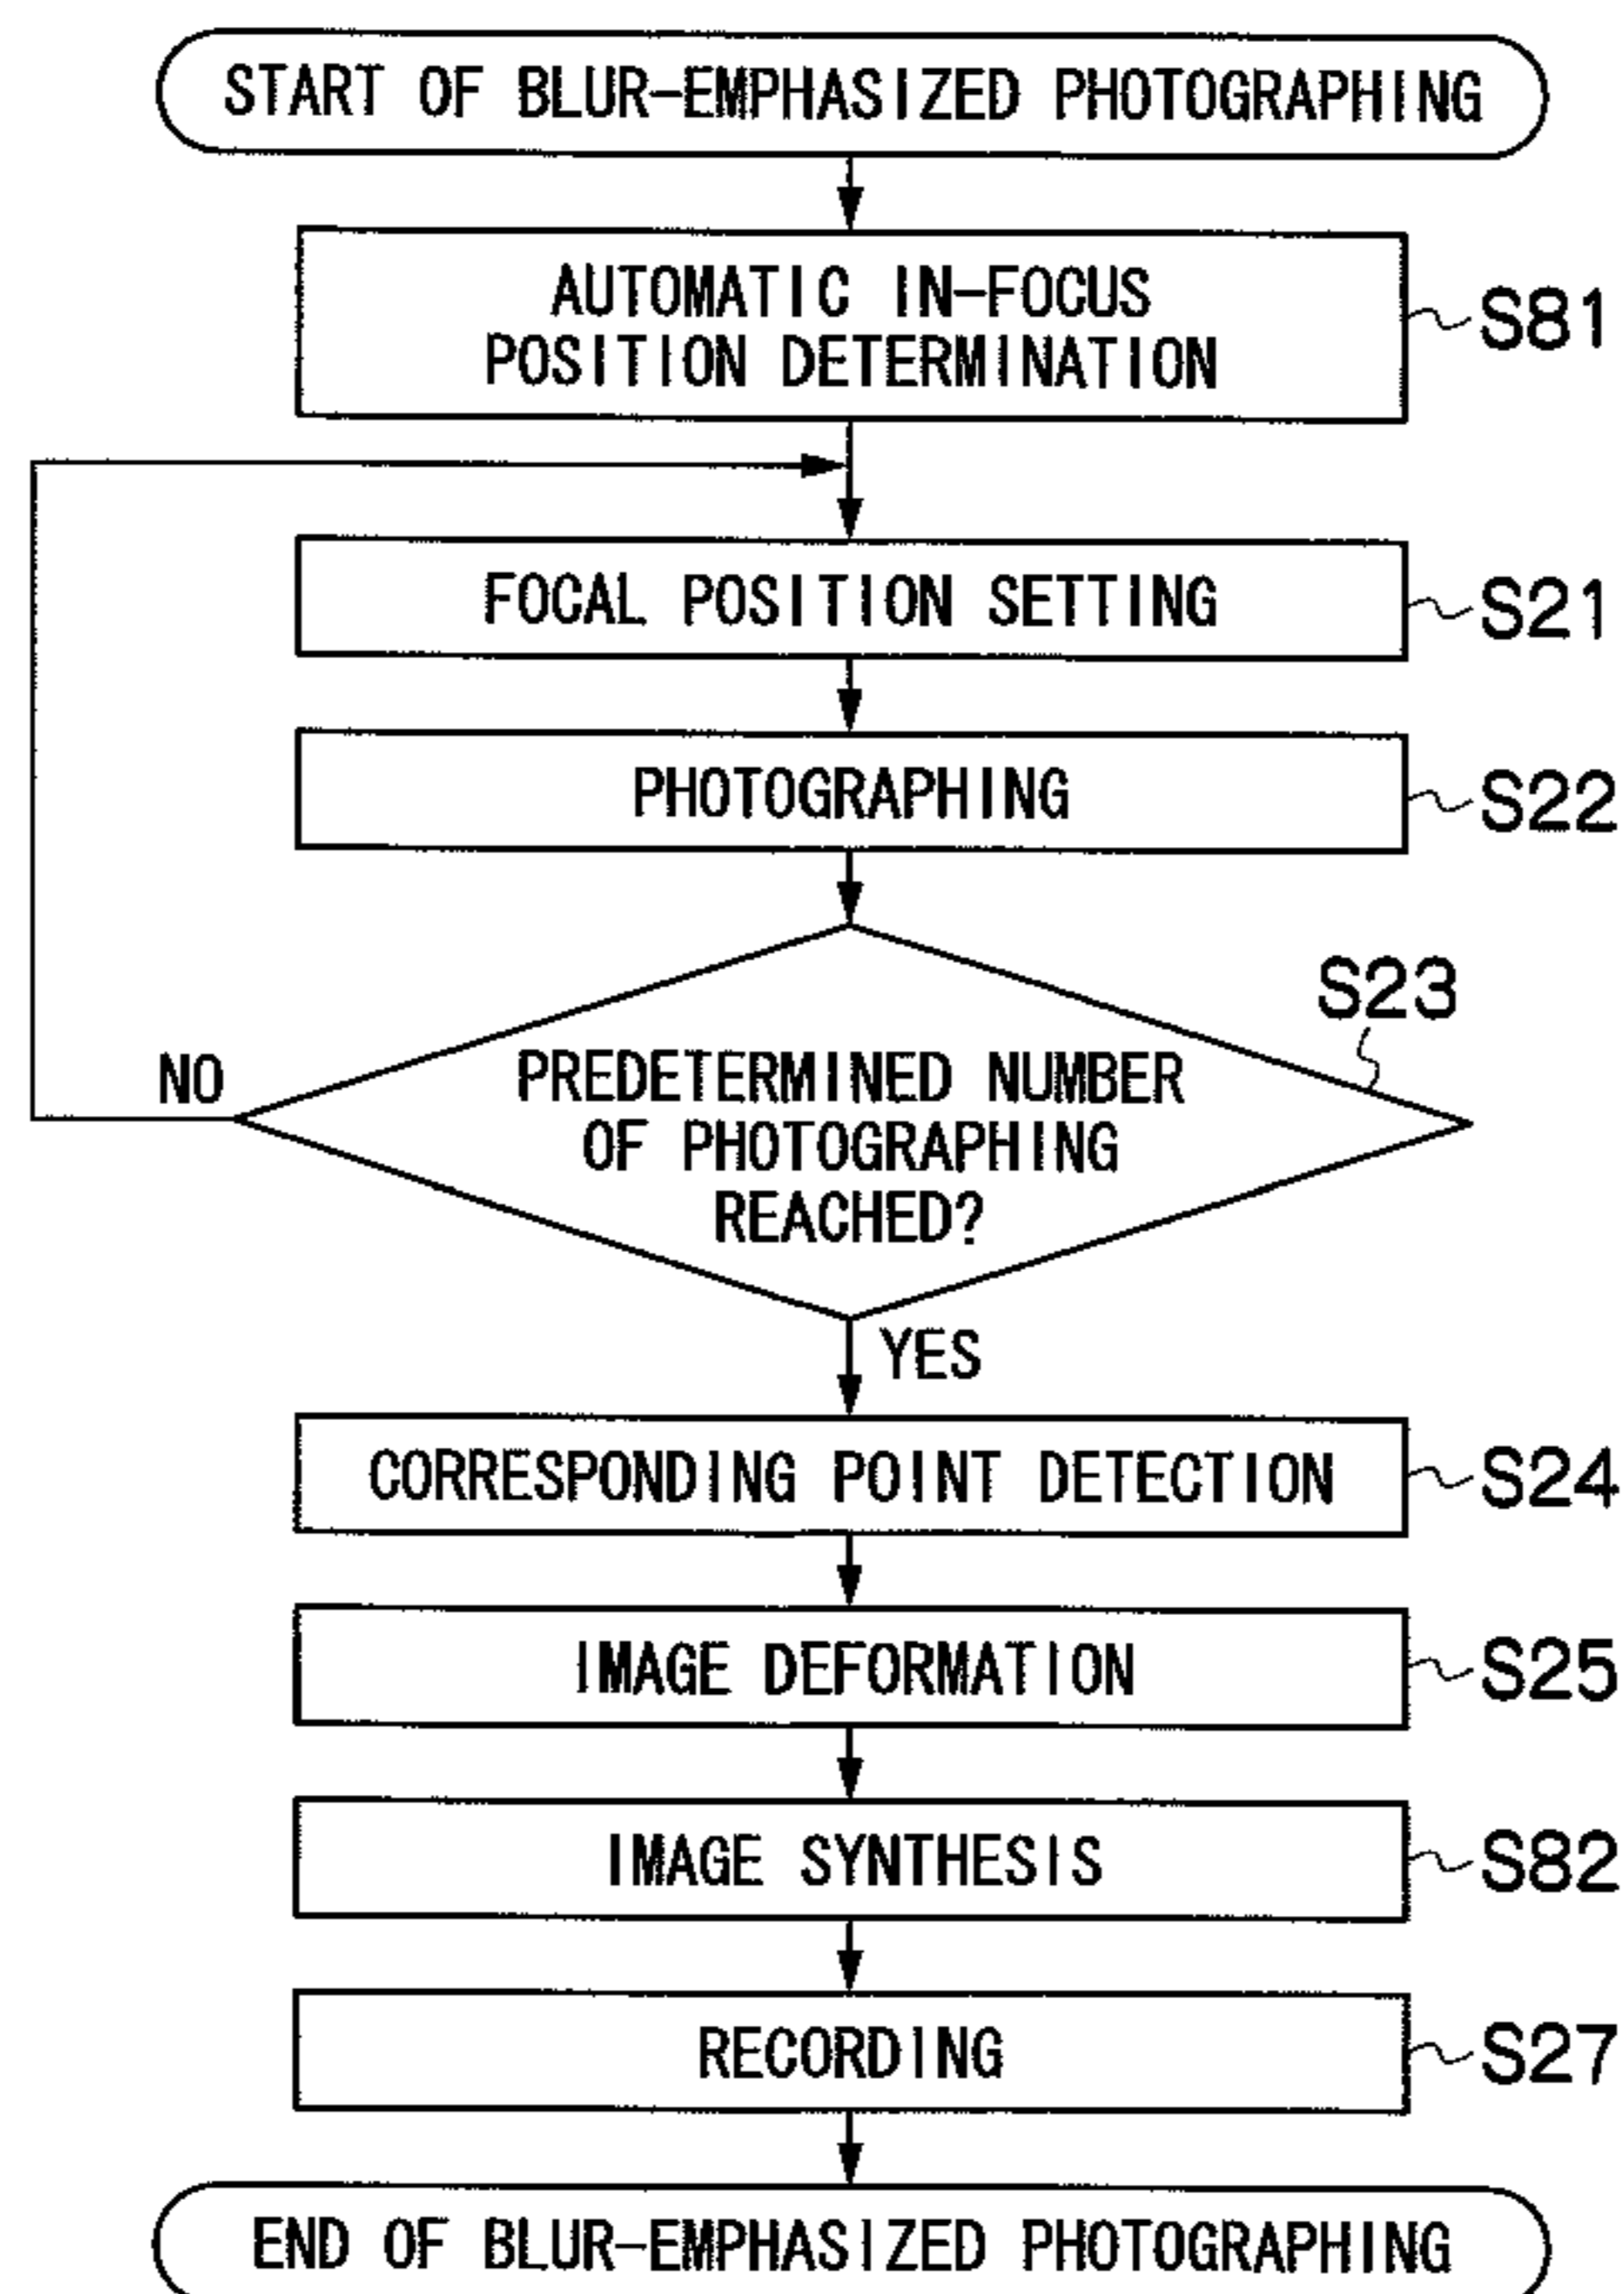 START OF BLUR-EMPHASIZED PHOTOGRAPHING
AUTOMATIC IN-FOCUS
POSITION DETERMINATION
S81
FOCAL POSITION SETTING
S21
PHOTOGRAPHING
S22
S23
NO
PREDETERMINED NUMBER
OF PHOTOGRAPHING
REACHED?
YES
CORRESPONDING POINT DETECTION
S24
IMAGE DEFORMATION
S25
IMAGE SYNTHESIS
S82
RECORDING
S27
END OF BLUR-EMPHASIZED PHOTOGRAPHING